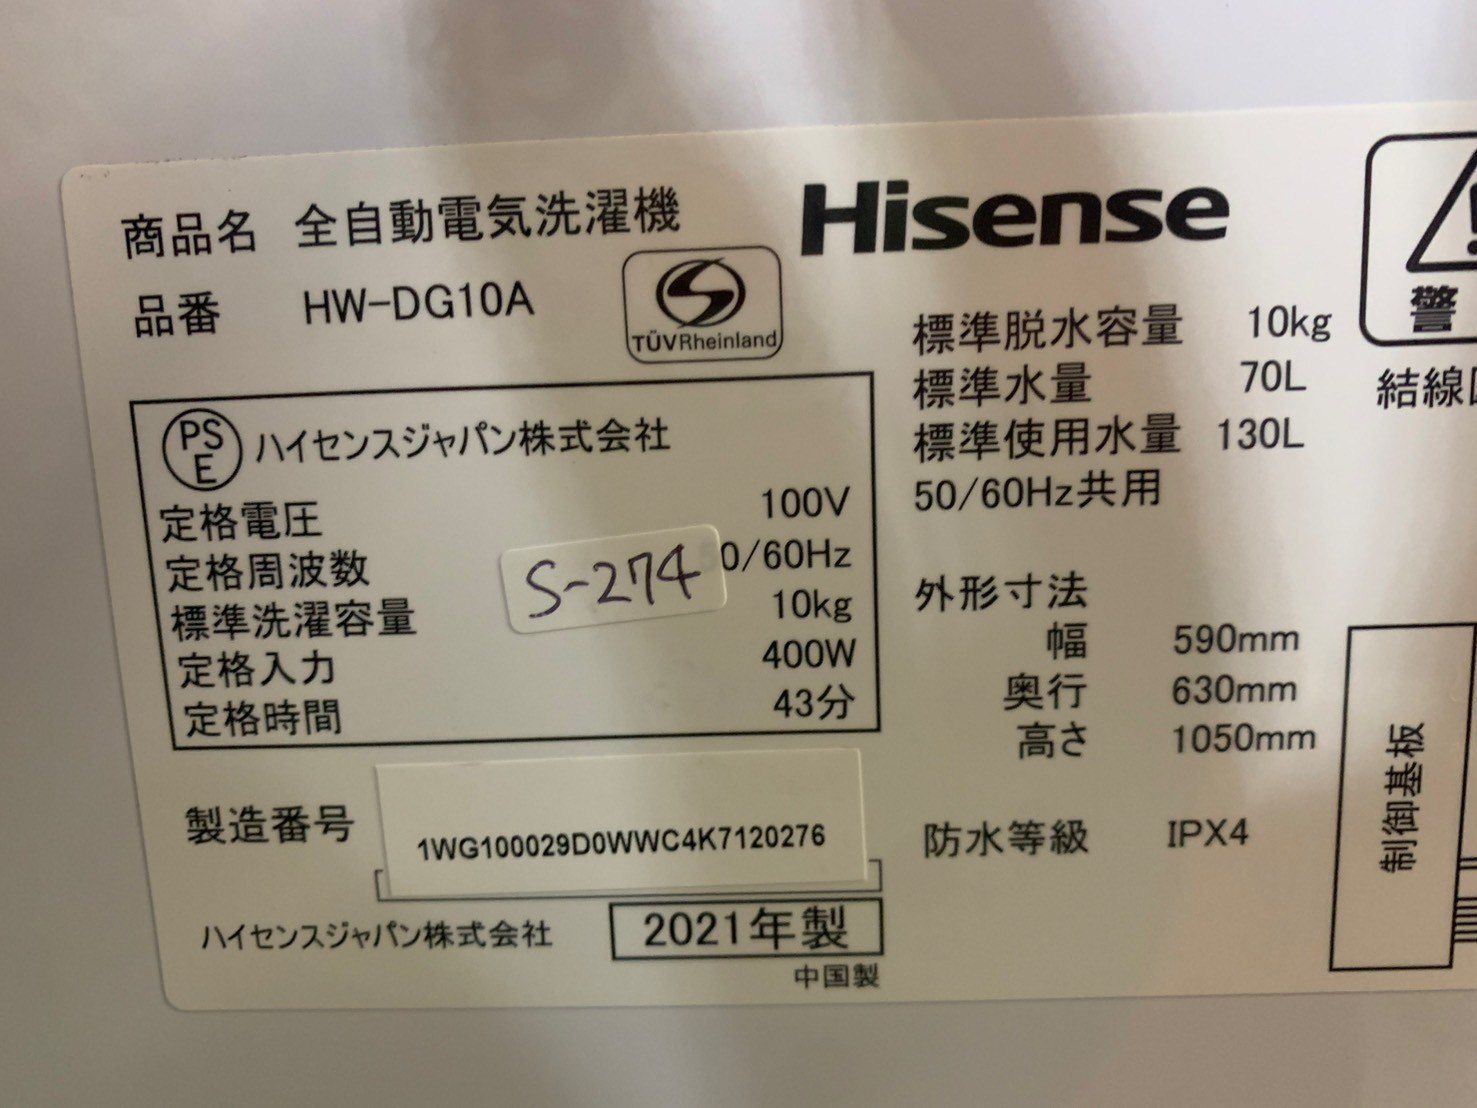 商品名 全自動電気洗濯機
品番 HW-DG10A
TÜVRheinland
Hisense
PS
E
ハイセンスジャパン株式会社
定格電圧 100V
定格周波数 0/60Hz
標準洗濯容量 10kg
定格入力 400W
定格時間 43分
S-274
製造番号 1WG100029D0WWC4K7120276
ハイセンスジャパン株式会社
2021年製
中国製
標準脱水容量 10kg
標準水量 70L
標準使用水量 130L
50/60Hz共用
外形寸法
幅 590mm
奥行 630mm
高さ 1050mm
防水等級 IPX4
警
結線
制御基板